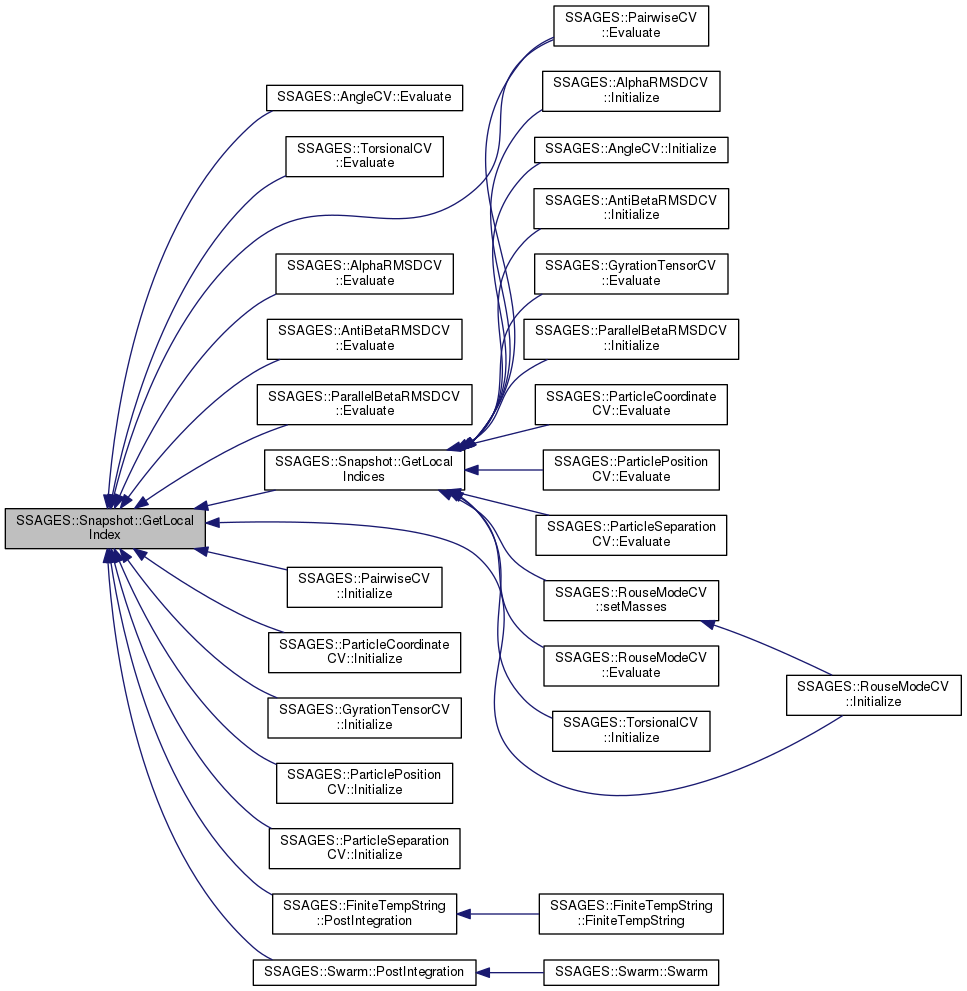 SSAGES::PairwiseCV
::Evaluate
SSAGES::AlphaRMSDCV
::Initialize
SSAGES::AngleCV::Evaluate
SSAGES::TorsionalCV
::Evaluate
SSAGES::AngleCV::Initialize
SSAGES::AntiBetaRMSDCV
::Initialize
SSAGES::AlphaRMSDCV
::Evaluate
SSAGES::GyrationTensorCV
::Evaluate
SSAGES::AntiBetaRMSDCV
::Evaluate
SSAGES::ParallelBetaRMSDCV
::Initialize
SSAGES::ParallelBetaRMSDCV
::Evaluate
SSAGES::ParticleCoordinate
CV::Evaluate
SSAGES::Snapshot::GetLocal
Indices
SSAGES::ParticlePosition
CV::Evaluate
SSAGES::Snapshot::GetLocal
Index
SSAGES::ParticleSeparation
CV::Evaluate
SSAGES::PairwiseCV
::Initialize
SSAGES::RouseModeCV
::setMasses
SSAGES::ParticleCoordinate
CV::Initialize
SSAGES::RouseModeCV
::Evaluate
SSAGES::RouseModeCV
::Initialize
SSAGES::GyrationTensorCV
::Initialize
SSAGES::TorsionalCV
::Initialize
SSAGES::ParticlePosition
CV::Initialize
SSAGES::ParticleSeparation
CV::Initialize
SSAGES::FiniteTempString
::PostIntegration
SSAGES::FiniteTempString
::FiniteTempString
SSAGES::Swarm::PostIntegration
SSAGES::Swarm::Swarm